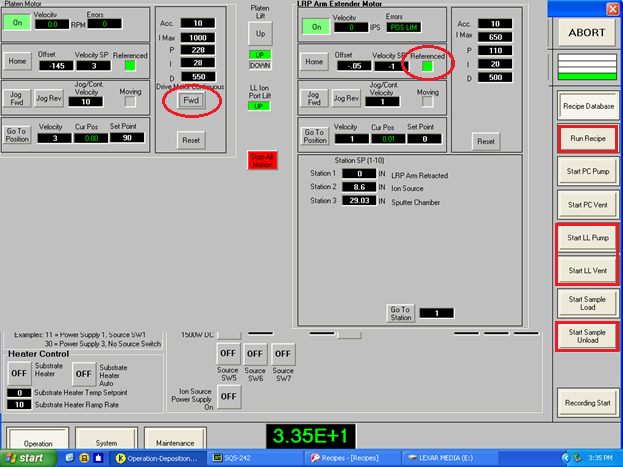 Platen Motor
On
Velocity
0.0 RPM
Errors
Acc. 10
I Max 1000
P 228
I 28
D 550
Home
Offset
-145
Velocity SP
3
Referenced
Jog Fwd
Jog Rev
Jog/Cont. Velocity
10
Moving
Drive Motor Continuous
Fwd
Go To Position
Velocity
3
Cur Pos
0.00
Set Point
90
Reset
Platen Lift
Up
UP
DOWN
LL Ion Port Lift
UP
Stop All Motion
LRP Arm Extender Motor
On
Velocity
0 IPS
Errors
POS LIM
Acc. 10
I Max 650
P 110
I 20
D 500
Home
Offset
-.05
Velocity SP
-1
Referenced
Jog Fwd
Jog Rev
Jog/Cont. Velocity
1
Moving
Go To Position
Velocity
1
Cur Pos
0.01
Set Point
0
Reset
Station SP (1-10)
Station 1 0 IN LRP Arm Retracted
Station 2 8.6 IN Ion Source
Station 3 29.03 IN Sputter Chamber
Go To Station
1
ABORT
Recipe Database
Run Recipe
Start PC Pump
Start PC Vent
Start LL Pump
Start LL Vent
Start Sample Load
Start Sample Unload
Recording Start
Examples: 11 = Power Supply 1, Source SW1
30 = Power Supply 3, No Source Switch
1500W DC
Heater Control
OFF
Substrate Heater
OFF
Substrate Heater Auto
0 Substrate Heater Temp Setpoint
10 Substrate Heater Ramp Rate
OFF
OFF
OFF
Source SW5
Source SW6
Source SW7
Ion Source Power Supply On
OFF
Operation
System
Maintenance
3.35E+1
start
Operation-Deposition...
SQS-242
Recipes - [Recipes]
LEXAR MEDIA (E:)
3:35 PM